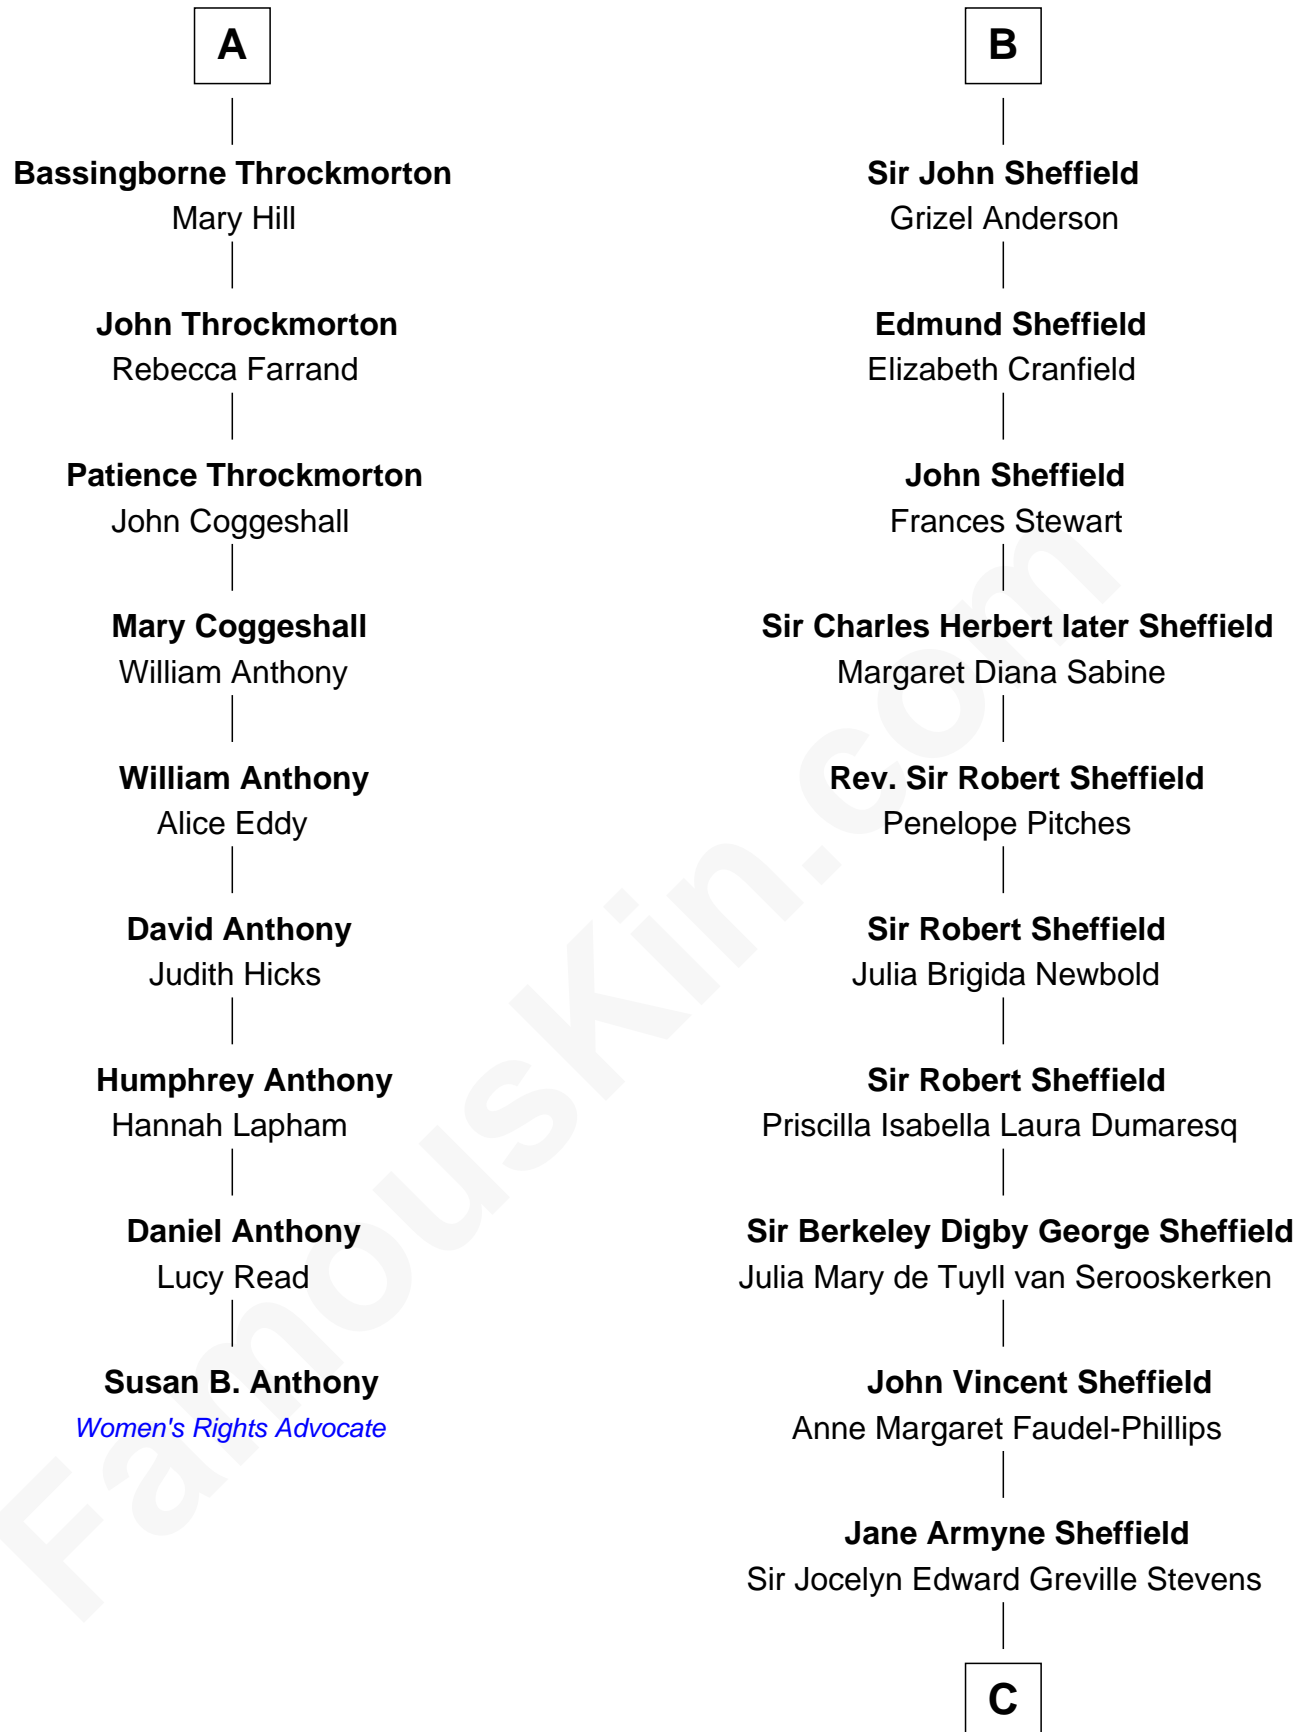 A
Bassingborne Throckmorton
Mary Hill
John Throckmorton
Rebecca Farrand
Patience Throckmorton
John Coggeshall
Mary Coggeshall
William Anthony
William Anthony
Alice Eddy
David Anthony
Judith Hicks
Humphrey Anthony
Hannah Lapham
Daniel Anthony
Lucy Read
Susan B. Anthony
Women's Rights Advocate
B
Sir John Sheffield
Grizel Anderson
Edmund Sheffield
Elizabeth Cranfield
John Sheffield
Frances Stewart
Sir Charles Herbert later Sheffield
Margaret Diana Sabine
Rev. Sir Robert Sheffield
Penelope Pitches
Sir Robert Sheffield
Julia Brigida Newbold
Sir Robert Sheffield
Priscilla Isabella Laura Dumaresq
Sir Berkeley Digby George Sheffield
Julia Mary de Tuyll van Serooskerken
John Vincent Sheffield
Anne Margaret Faudel-Phillips
Jane Armyne Sheffield
Sir Jocelyn Edward Greville Stevens
C
FamousKin.com